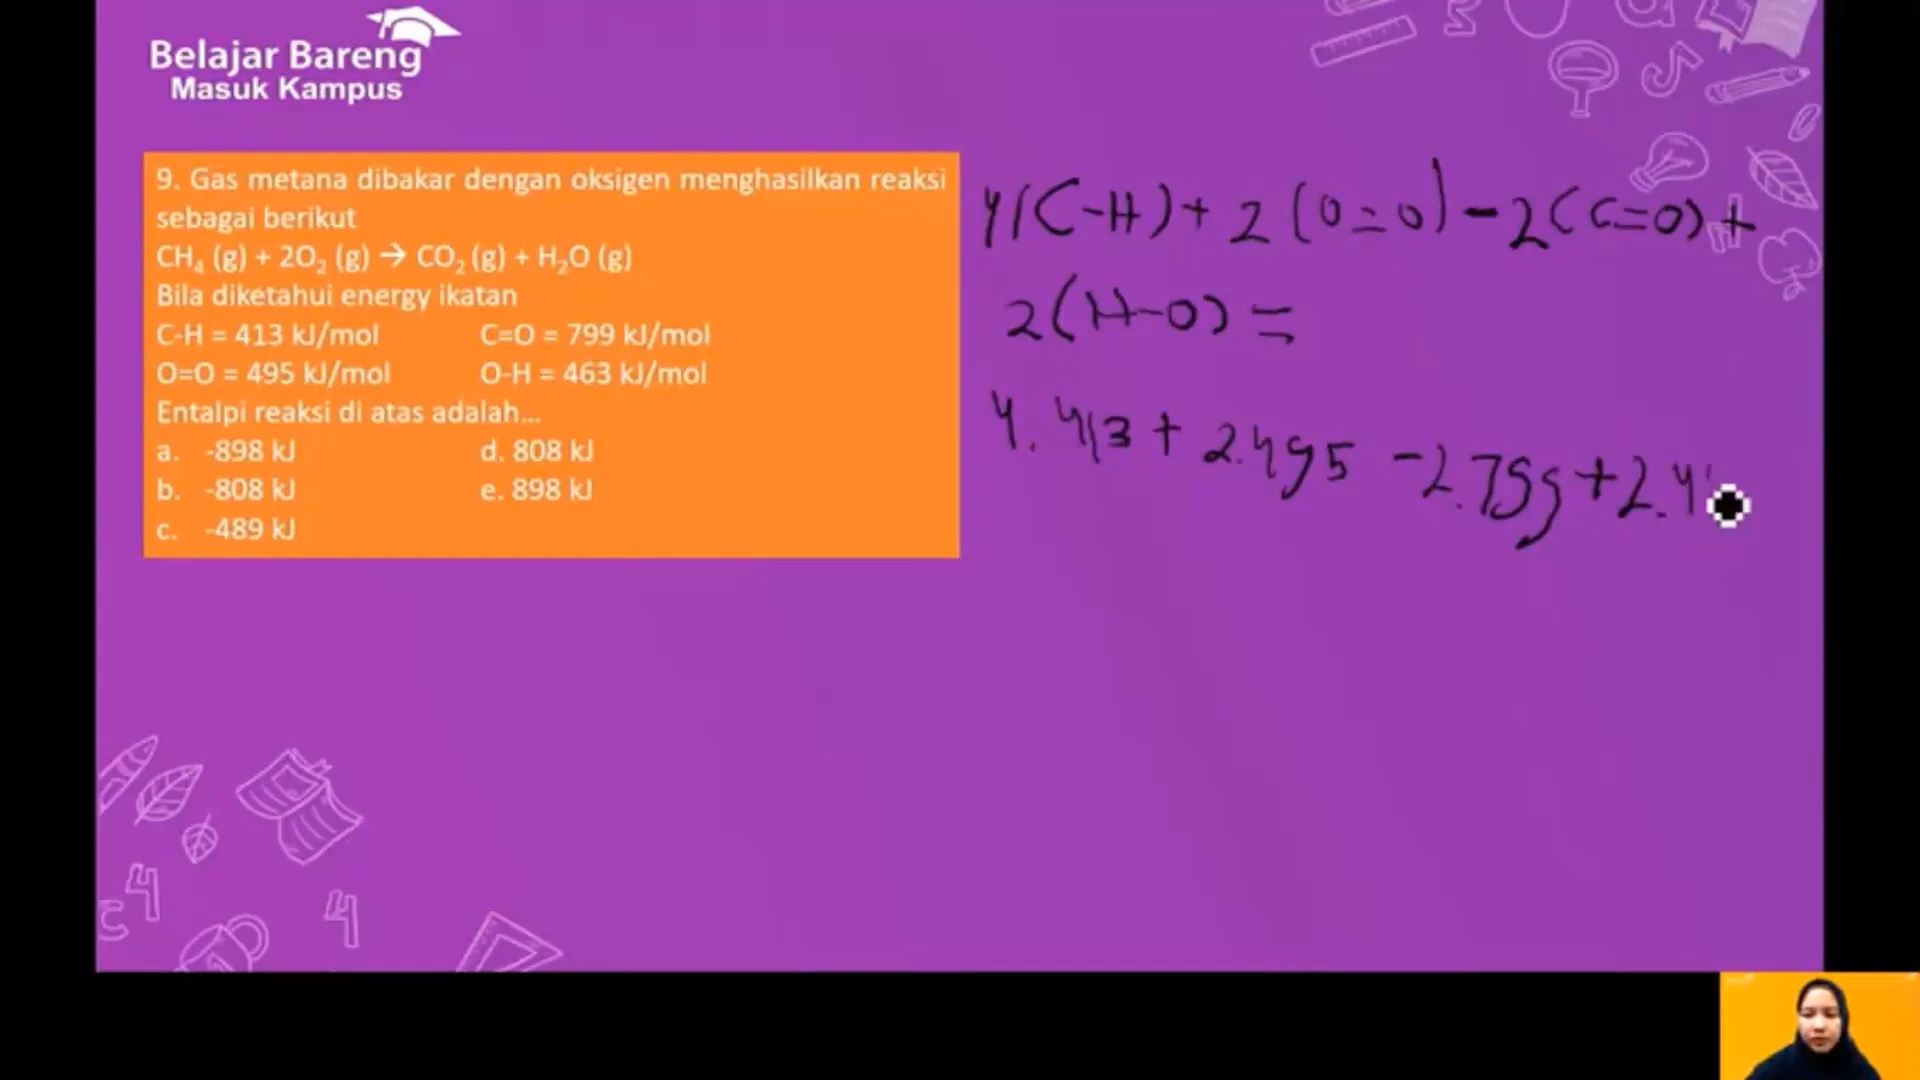 Belajar Bareng
Masuk Kampus
9. Gas metana dibakar dengan oksigen menghasilkan reaksi
sebagai berikut
CH₄ (g) + 2O₂ (g) → CO₂ (g) + H₂O (g)
Bila diketahui energy ikatan
C-H = 413 kJ/mol C=O = 799 kJ/mol
O=O = 495 kJ/mol O-H = 463 kJ/mol
Entalpi reaksi di atas adalah...
a. -898 kJ d. 808 kJ
b. -808 kJ e. 898 kJ
c. -489 kJ
4(C-H) + 2(O=O) - 2(C=O) +
2(H-O) =
4.413 + 2.495 - 2.799 + 2.4